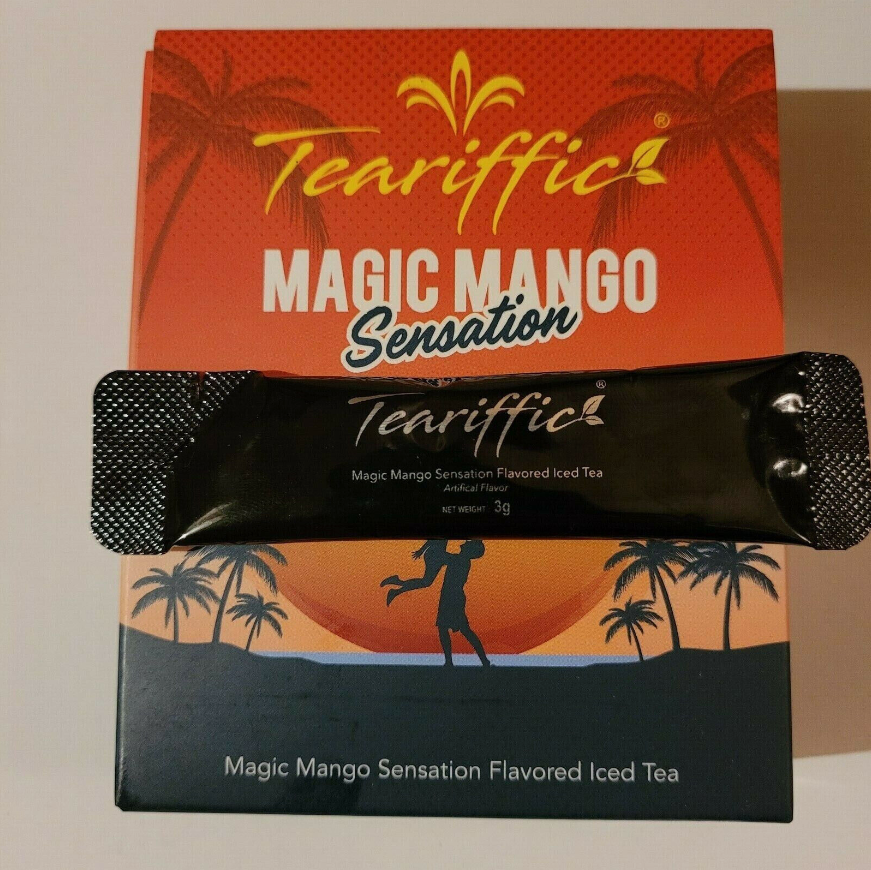 Teariffic®
MAGIC MANGO
Sensation
Teariffic®
Magic Mango Sensation Flavored Iced Tea
Artifical Flavor
NET WEIGHT 3g
Magic Mango Sensation Flavored Iced Tea